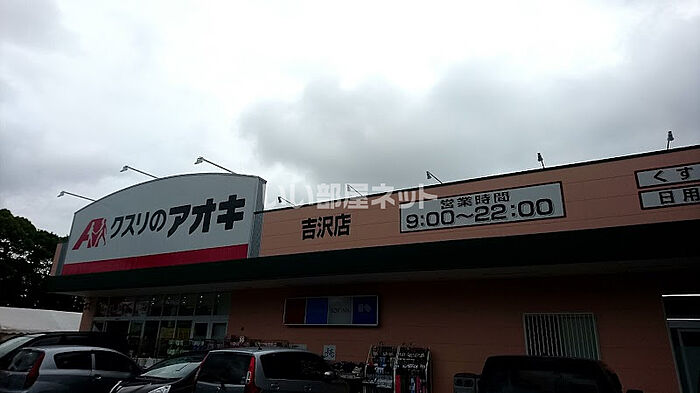 クスリのアオキ
吉沢店
営業時間
9:00～22:00
くす
日用
いい部屋ネット